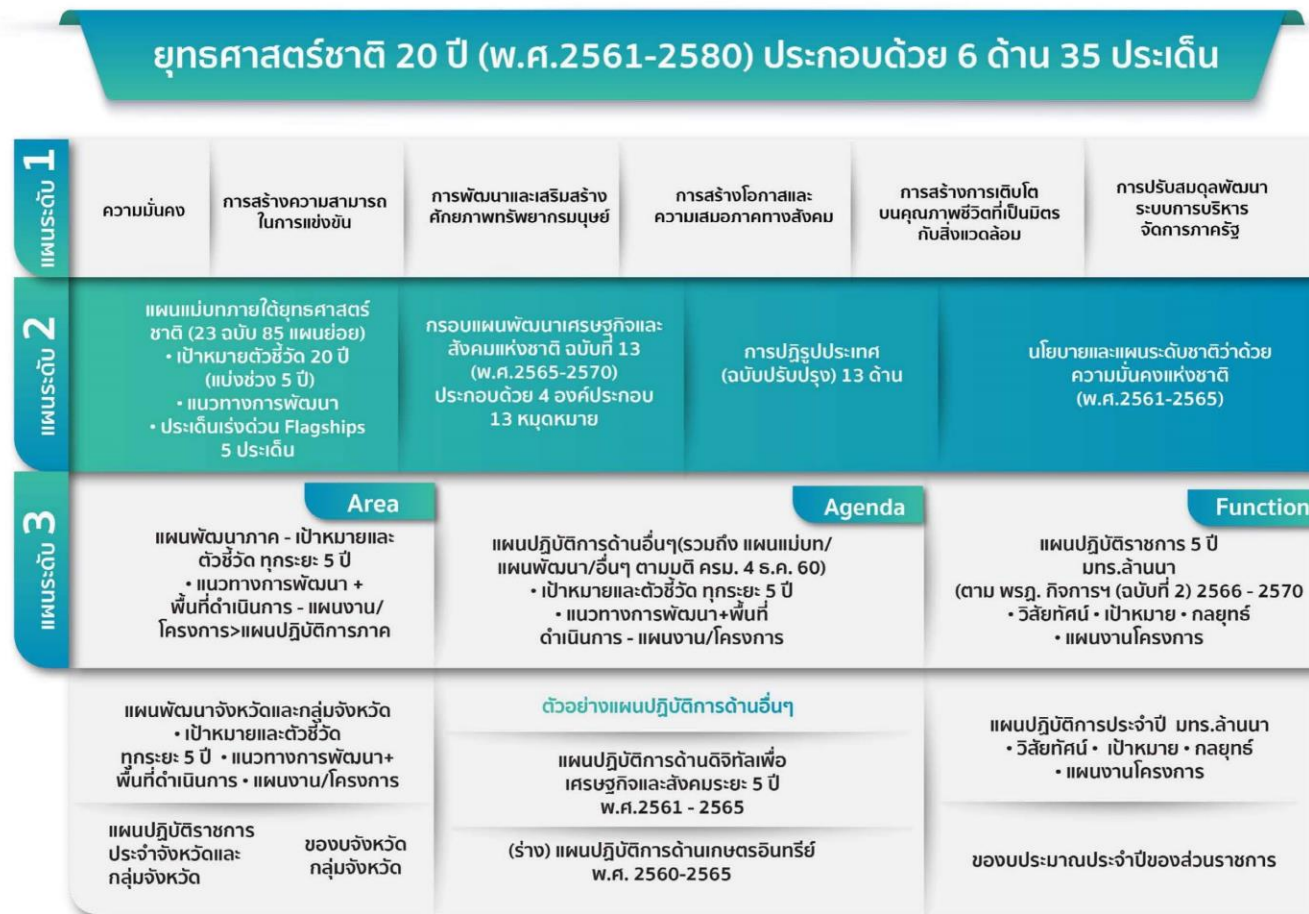 ยุทธศาสตร์ชาติ 20 ปี (พ.ศ.2561-2580) ประกอบด้วย 6 ด้าน 35 ประเด็น
แผนระดับ 1
ความมั่นคง
การสร้างความสามารถ
ในการแข่งขัน
การพัฒนาและเสริมสร้าง
ศักยภาพทรัพยากรมนุษย์
การสร้างโอกาสและ
ความเสมอภาคทางสังคม
การสร้างการเติบโต
บนคุณภาพชีวิตที่เป็นมิตร
กับสิ่งแวดล้อม
การปรับสมดุลพัฒนา
ระบบการบริหาร
จัดการภาครัฐ
แผนระดับ 2
แผนแม่บทภายใต้ยุทธศาสตร์
ชาติ (23 ฉบับ 85 แผนย่อย)
• เป้าหมายตัวชี้วัด 20 ปี
(แบ่งช่วง 5 ปี)
• แนวทางการพัฒนา
• ประเด็นเร่งด่วน Flagships
5 ประเด็น
กรอบแผนพัฒนาเศรษฐกิจและ
สังคมแห่งชาติ ฉบับที่ 13
(พ.ศ.2565-2570)
ประกอบด้วย 4 องค์ประกอบ
13 หมุดหมาย
การปฏิรูปประเทศ
(ฉบับปรับปรุง) 13 ด้าน
นโยบายและแผนระดับชาติว่าด้วย
ความมั่นคงแห่งชาติ
(พ.ศ.2561-2565)
แผนระดับ 3
Area
แผนพัฒนาภาค - เป้าหมายและ
ตัวชี้วัด ทุกระยะ 5 ปี
• แนวทางการพัฒนา +
พื้นที่ดำเนินการ - แผนงาน/
โครงการ>แผนปฏิบัติการภาค
Agenda
แผนปฏิบัติการด้านอื่นๆ(รวมถึง แผนแม่บท/
แผนพัฒนา/อื่นๆ ตามมติ ครม. 4 ธ.ค. 60)
• เป้าหมายและตัวชี้วัด ทุกระยะ 5 ปี
• แนวทางการพัฒนา+พื้นที่
ดำเนินการ - แผนงาน/โครงการ
Function
แผนปฏิบัติราชการ 5 ปี
มทร.ล้านนา
(ตาม พรฎ. กิจการฯ (ฉบับที่ 2) 2566 - 2570
• วิสัยทัศน์ • เป้าหมาย • กลยุทธ์
• แผนงานโครงการ
แผนพัฒนาจังหวัดและกลุ่มจังหวัด
• เป้าหมายและตัวชี้วัด
ทุกระยะ 5 ปี • แนวทางการพัฒนา+
พื้นที่ดำเนินการ • แผนงาน/โครงการ
แผนปฏิบัติราชการ
ประจำจังหวัดและ
กลุ่มจังหวัด
ของบจังหวัด
กลุ่มจังหวัด
ตัวอย่างแผนปฏิบัติการด้านอื่นๆ
แผนปฏิบัติการด้านดิจิทัลเพื่อ
เศรษฐกิจและสังคมระยะ 5 ปี
พ.ศ.2561 - 2565
(ร่าง) แผนปฏิบัติการด้านเกษตรอินทรีย์
พ.ศ. 2560-2565
แผนปฏิบัติการประจำปี มทร.ล้านนา
• วิสัยทัศน์ • เป้าหมาย • กลยุทธ์
• แผนงานโครงการ
ของบประมาณประจำปีของส่วนราชการ